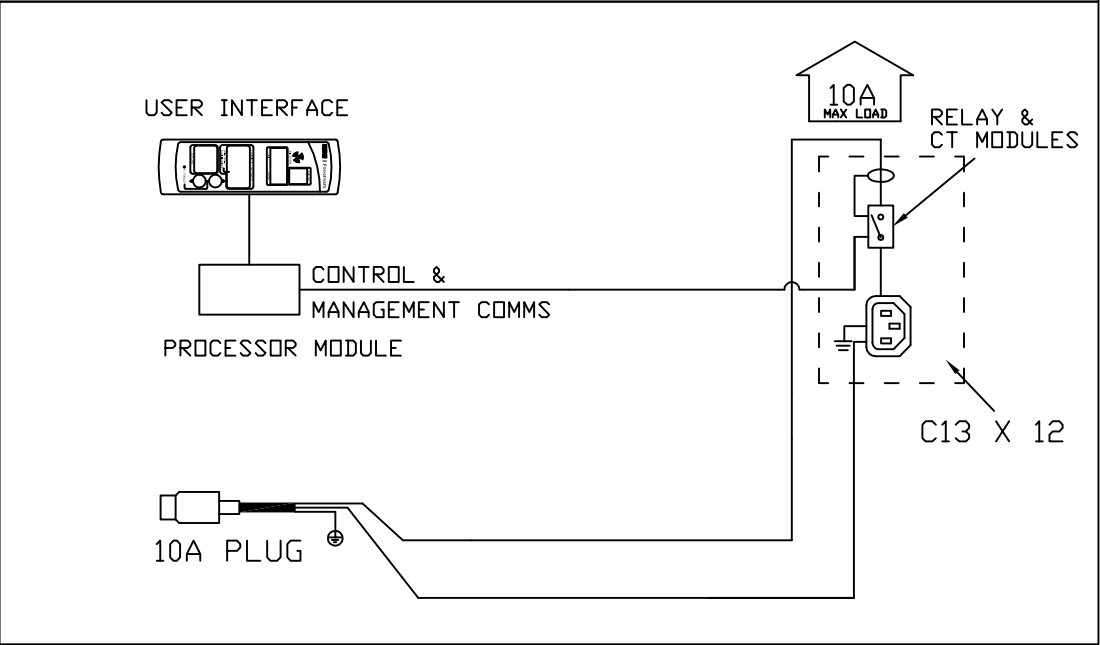 USER INTERFACE
10A
MAX LOAD
RELAY &
CT MODULES
CONTROL &
MANAGEMENT COMMS
PROCESSOR MODULE
C13 X 12
10A PLUG